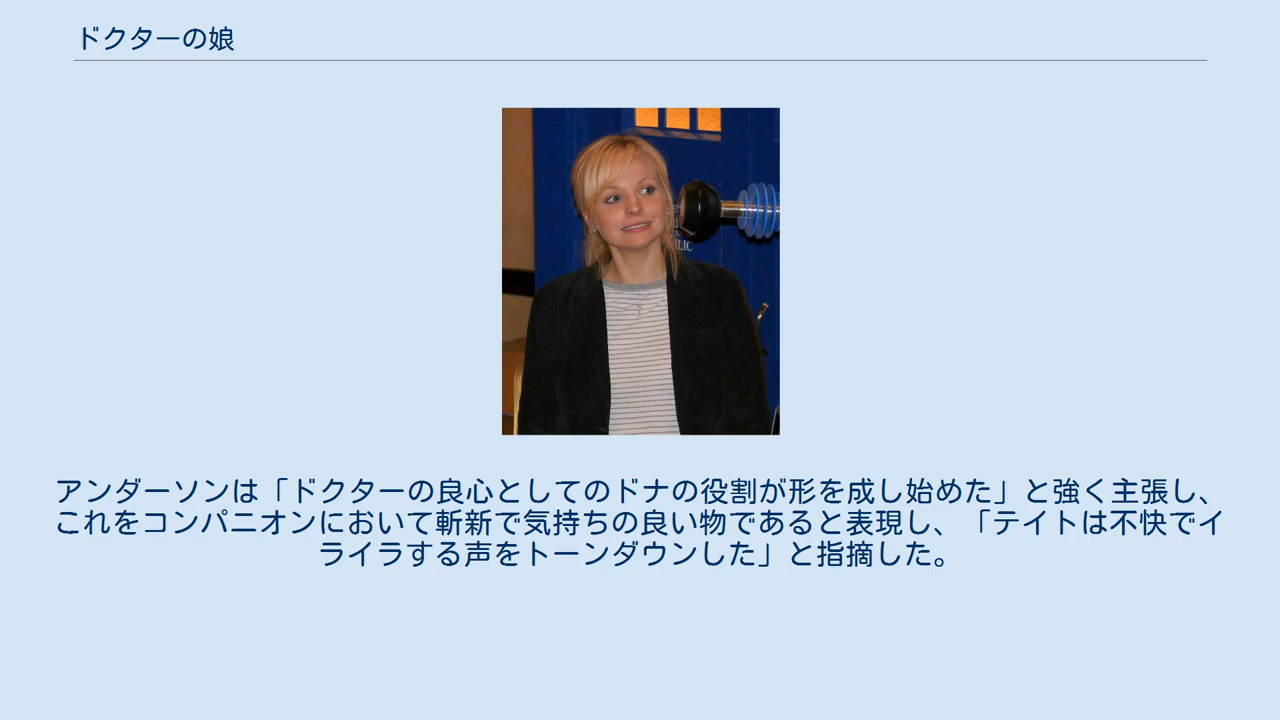 ドクターの娘
アンダーソンは「ドクターの良心としてのドナの役割が形を成し始めた」と強く主張し、
これをコンパニオンにおいて斬新で気持ちの良い物であると表現し、「テイトは不快でイ
ライラする声をトーンダウンした」と指摘した。